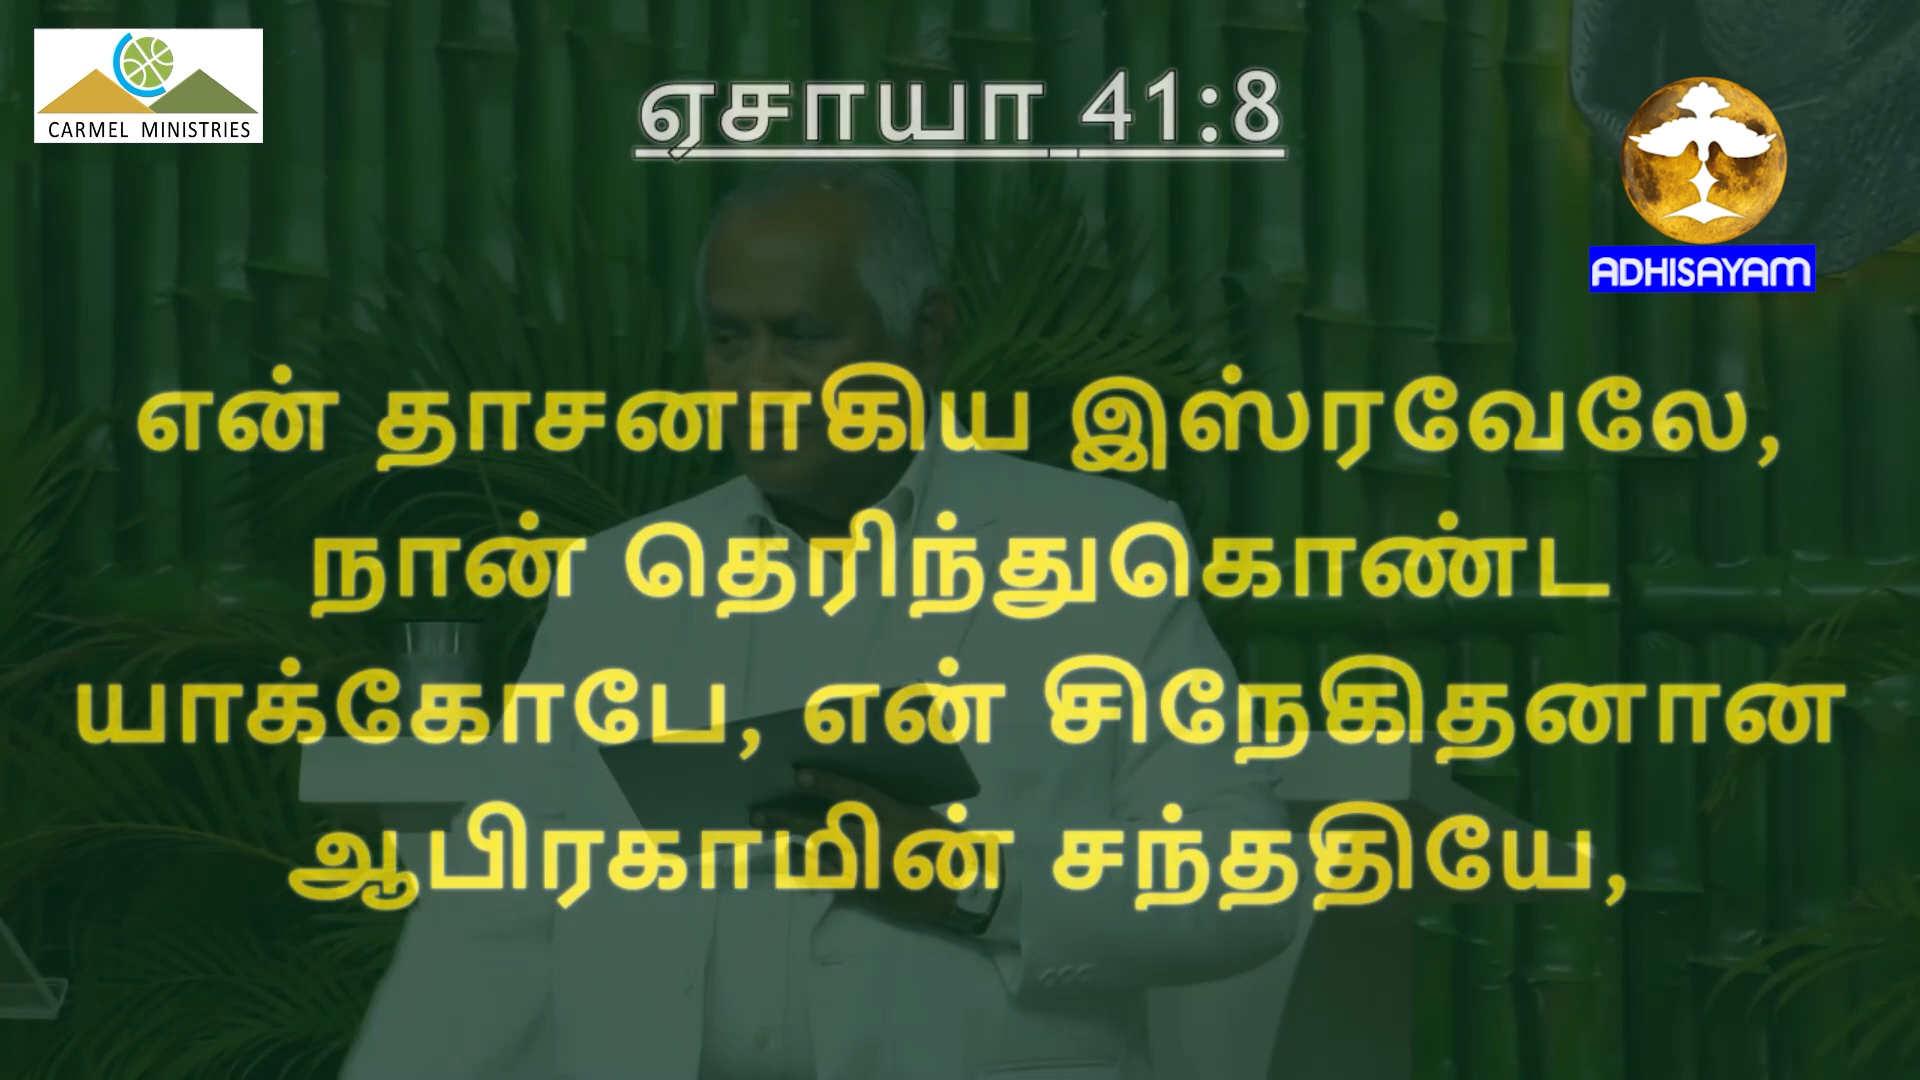 CARMEL MINISTRIES
ஏசாயா 41:8
ADHISAYAM
என் தாசனாகிய இஸ்ரவேலே,
நான் தெரிந்துகொண்ட
யாக்கோபே, என் சிநேகிதனான
ஆபிரகாமின் சந்ததியே,